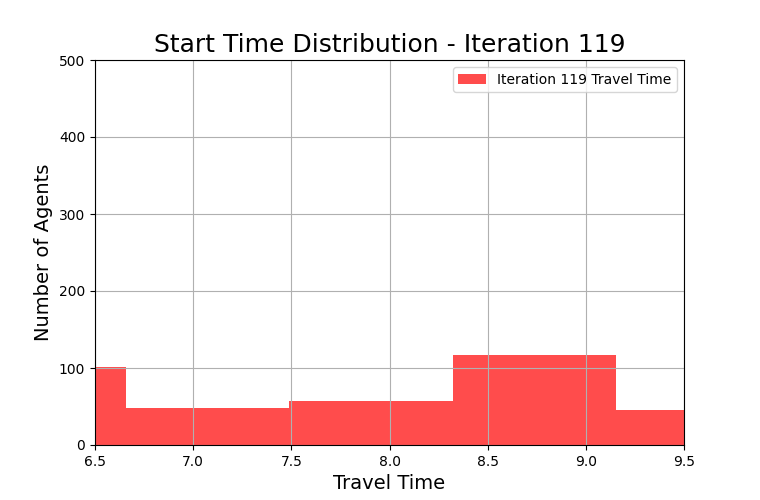 Start Time Distribution - Iteration 119
Iteration 119 Travel Time
Number of Agents
500
400
300
200
100
0
6.5 7.0 7.5 8.0 8.5 9.0 9.5
Travel Time